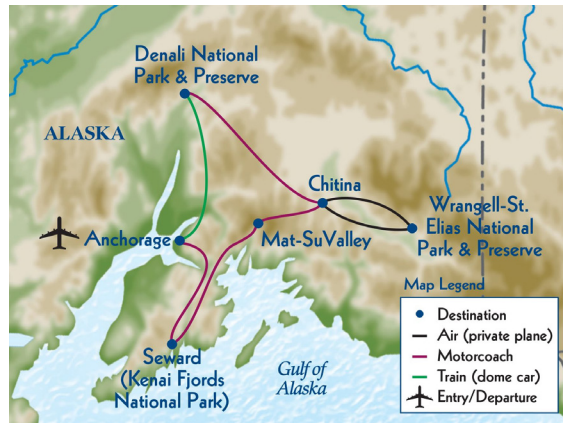 Denali National
Park & Preserve
ALASKA
Chitina
Wrangell-St.
Elias National
Park & Preserve
Anchorage
Mat-SuValley
Map Legend
Destination
Air (private plane)
Motorcoach
Train (dome car)
Entry/Departure
Seward
(Kenai Fjords
National Park)
Gulf of
Alaska